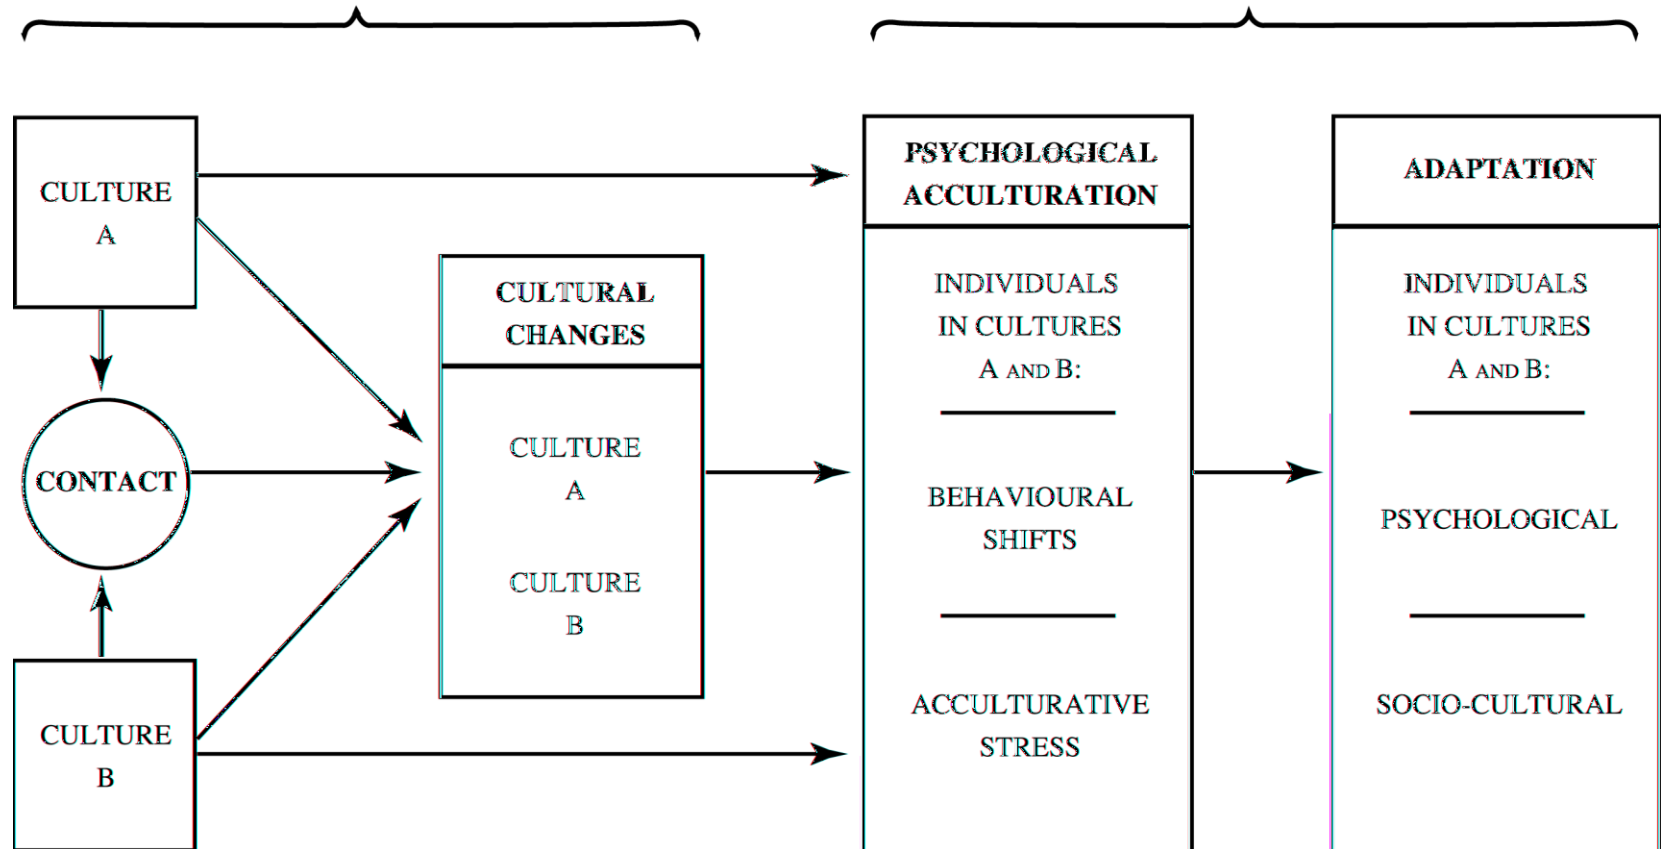 CULTURE
A
CONTACT
CULTURE
B
CULTURAL
CHANGES
CULTURE
A
CULTURE
B
PSYCHOLOGICAL
ACCULTURATION
INDIVIDUALS
IN CULTURES
A AND B:
BEHAVIOURAL
SHIFTS
ACCULTURATIVE
STRESS
ADAPTATION
INDIVIDUALS
IN CULTURES
A AND B:
PSYCHOLOGICAL
SOCIO-CULTURAL